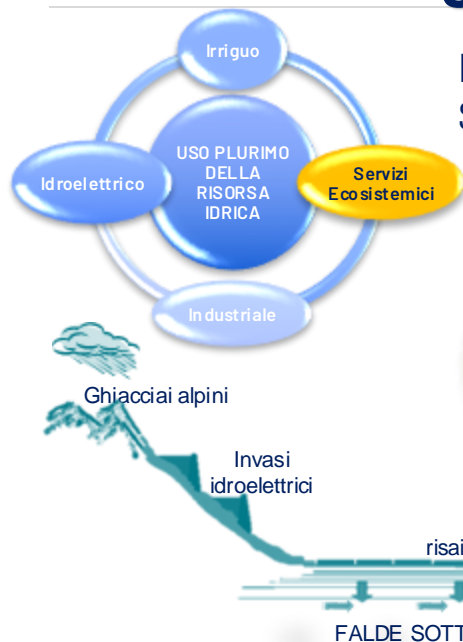 Irriguo
USO PLURIMO
DELLA
RISORSA
IDRICA
Idroelettrico
Servizi
Ecosistemici
Industriale
Ghiacciai alpini
Invasi
idroelettrici
risai
FALDE SOTT